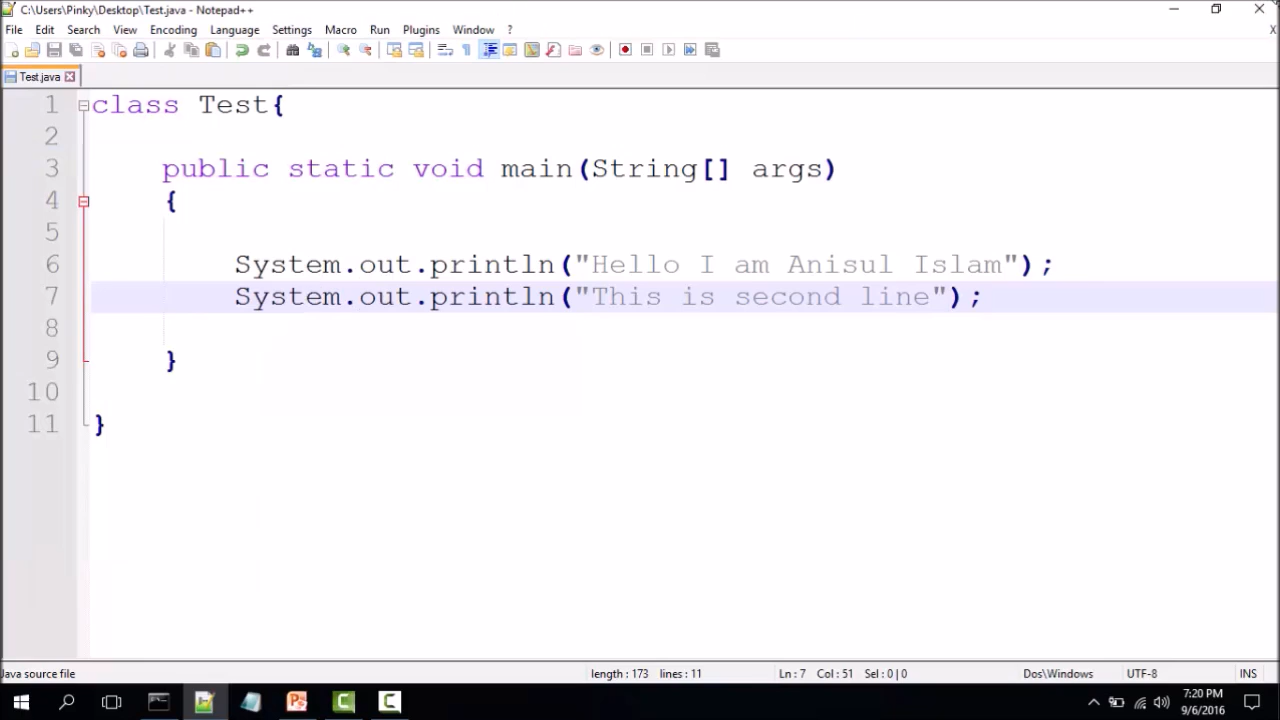 C:\Users\Pinky\Desktop\Test.java - Notepad++
File Edit Search View Encoding Language Settings Macro Run Plugins Window ? X
Test.java
1 class Test{
2
3 public static void main(String[] args)
4 {
5
6 System.out.println("Hello I am Anisul Islam");
7 System.out.println("This is second line");
8
9 }
10
11 }
Java source file length : 173 lines : 11 Ln : 7 Col : 51 Sel : 0 | 0 Dos\Windows UTF-8 INS
7:20 PM
9/6/2016